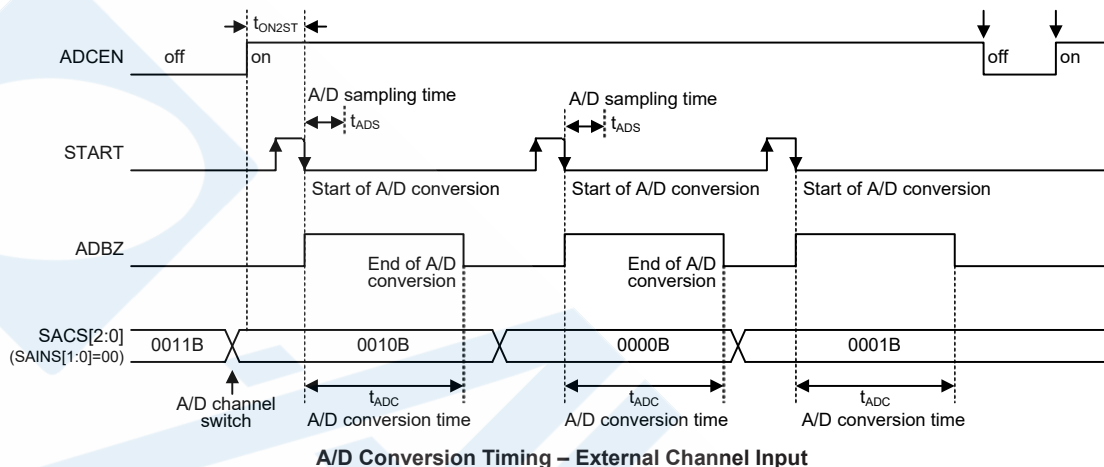 tON2ST
ADCEN off on off on
A/D sampling time A/D sampling time
tADS tADS
START
Start of A/D conversion Start of A/D conversion Start of A/D conversion
ADBZ
End of A/D conversion End of A/D conversion
SACS[2:0]
(SAINS[1:0]=00)
0011B 0010B 0000B 0001B
A/D channel switch
tADC tADC tADC
A/D conversion time A/D conversion time A/D conversion time
A/D Conversion Timing – External Channel Input